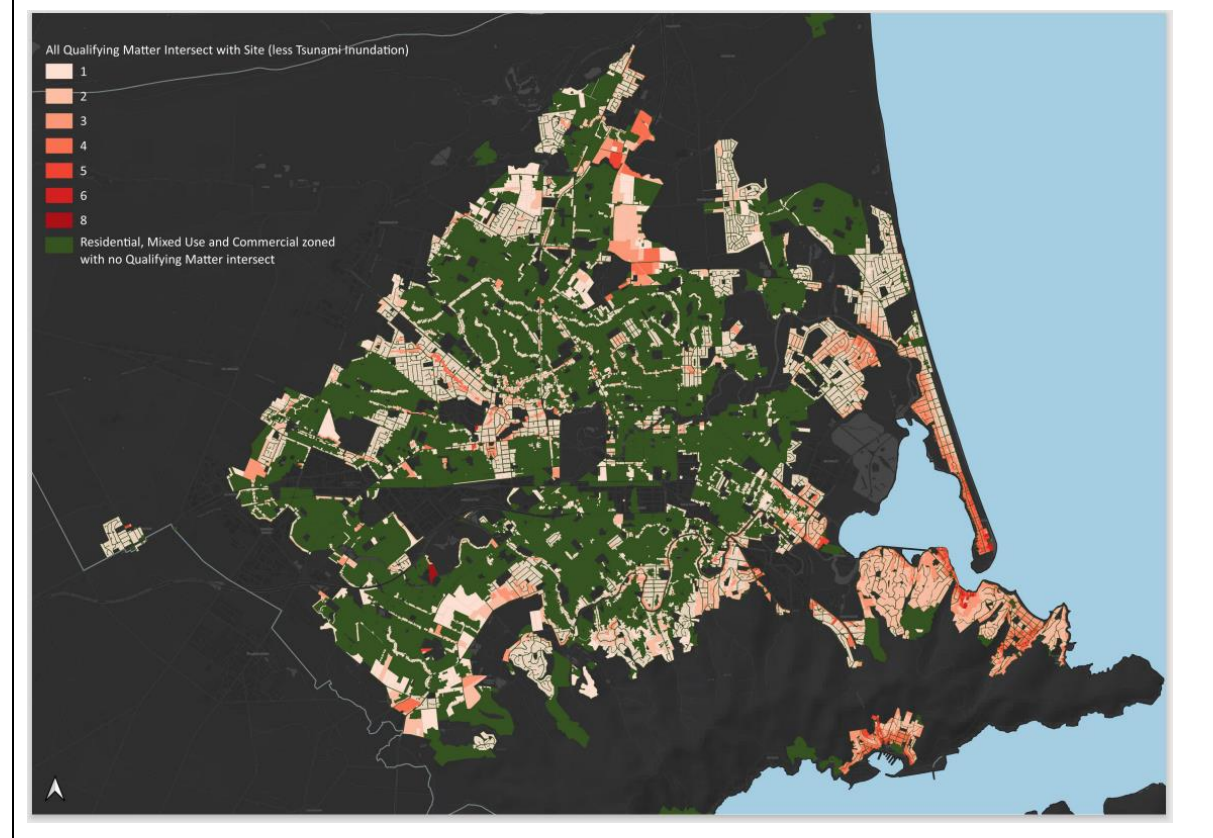 All Qualifying Matter Intersect with Site (less Tsunami Inundation)
1
2
3
4
5
6
8
Residential, Mixed Use and Commercial zoned
with no Qualifying Matter intersect